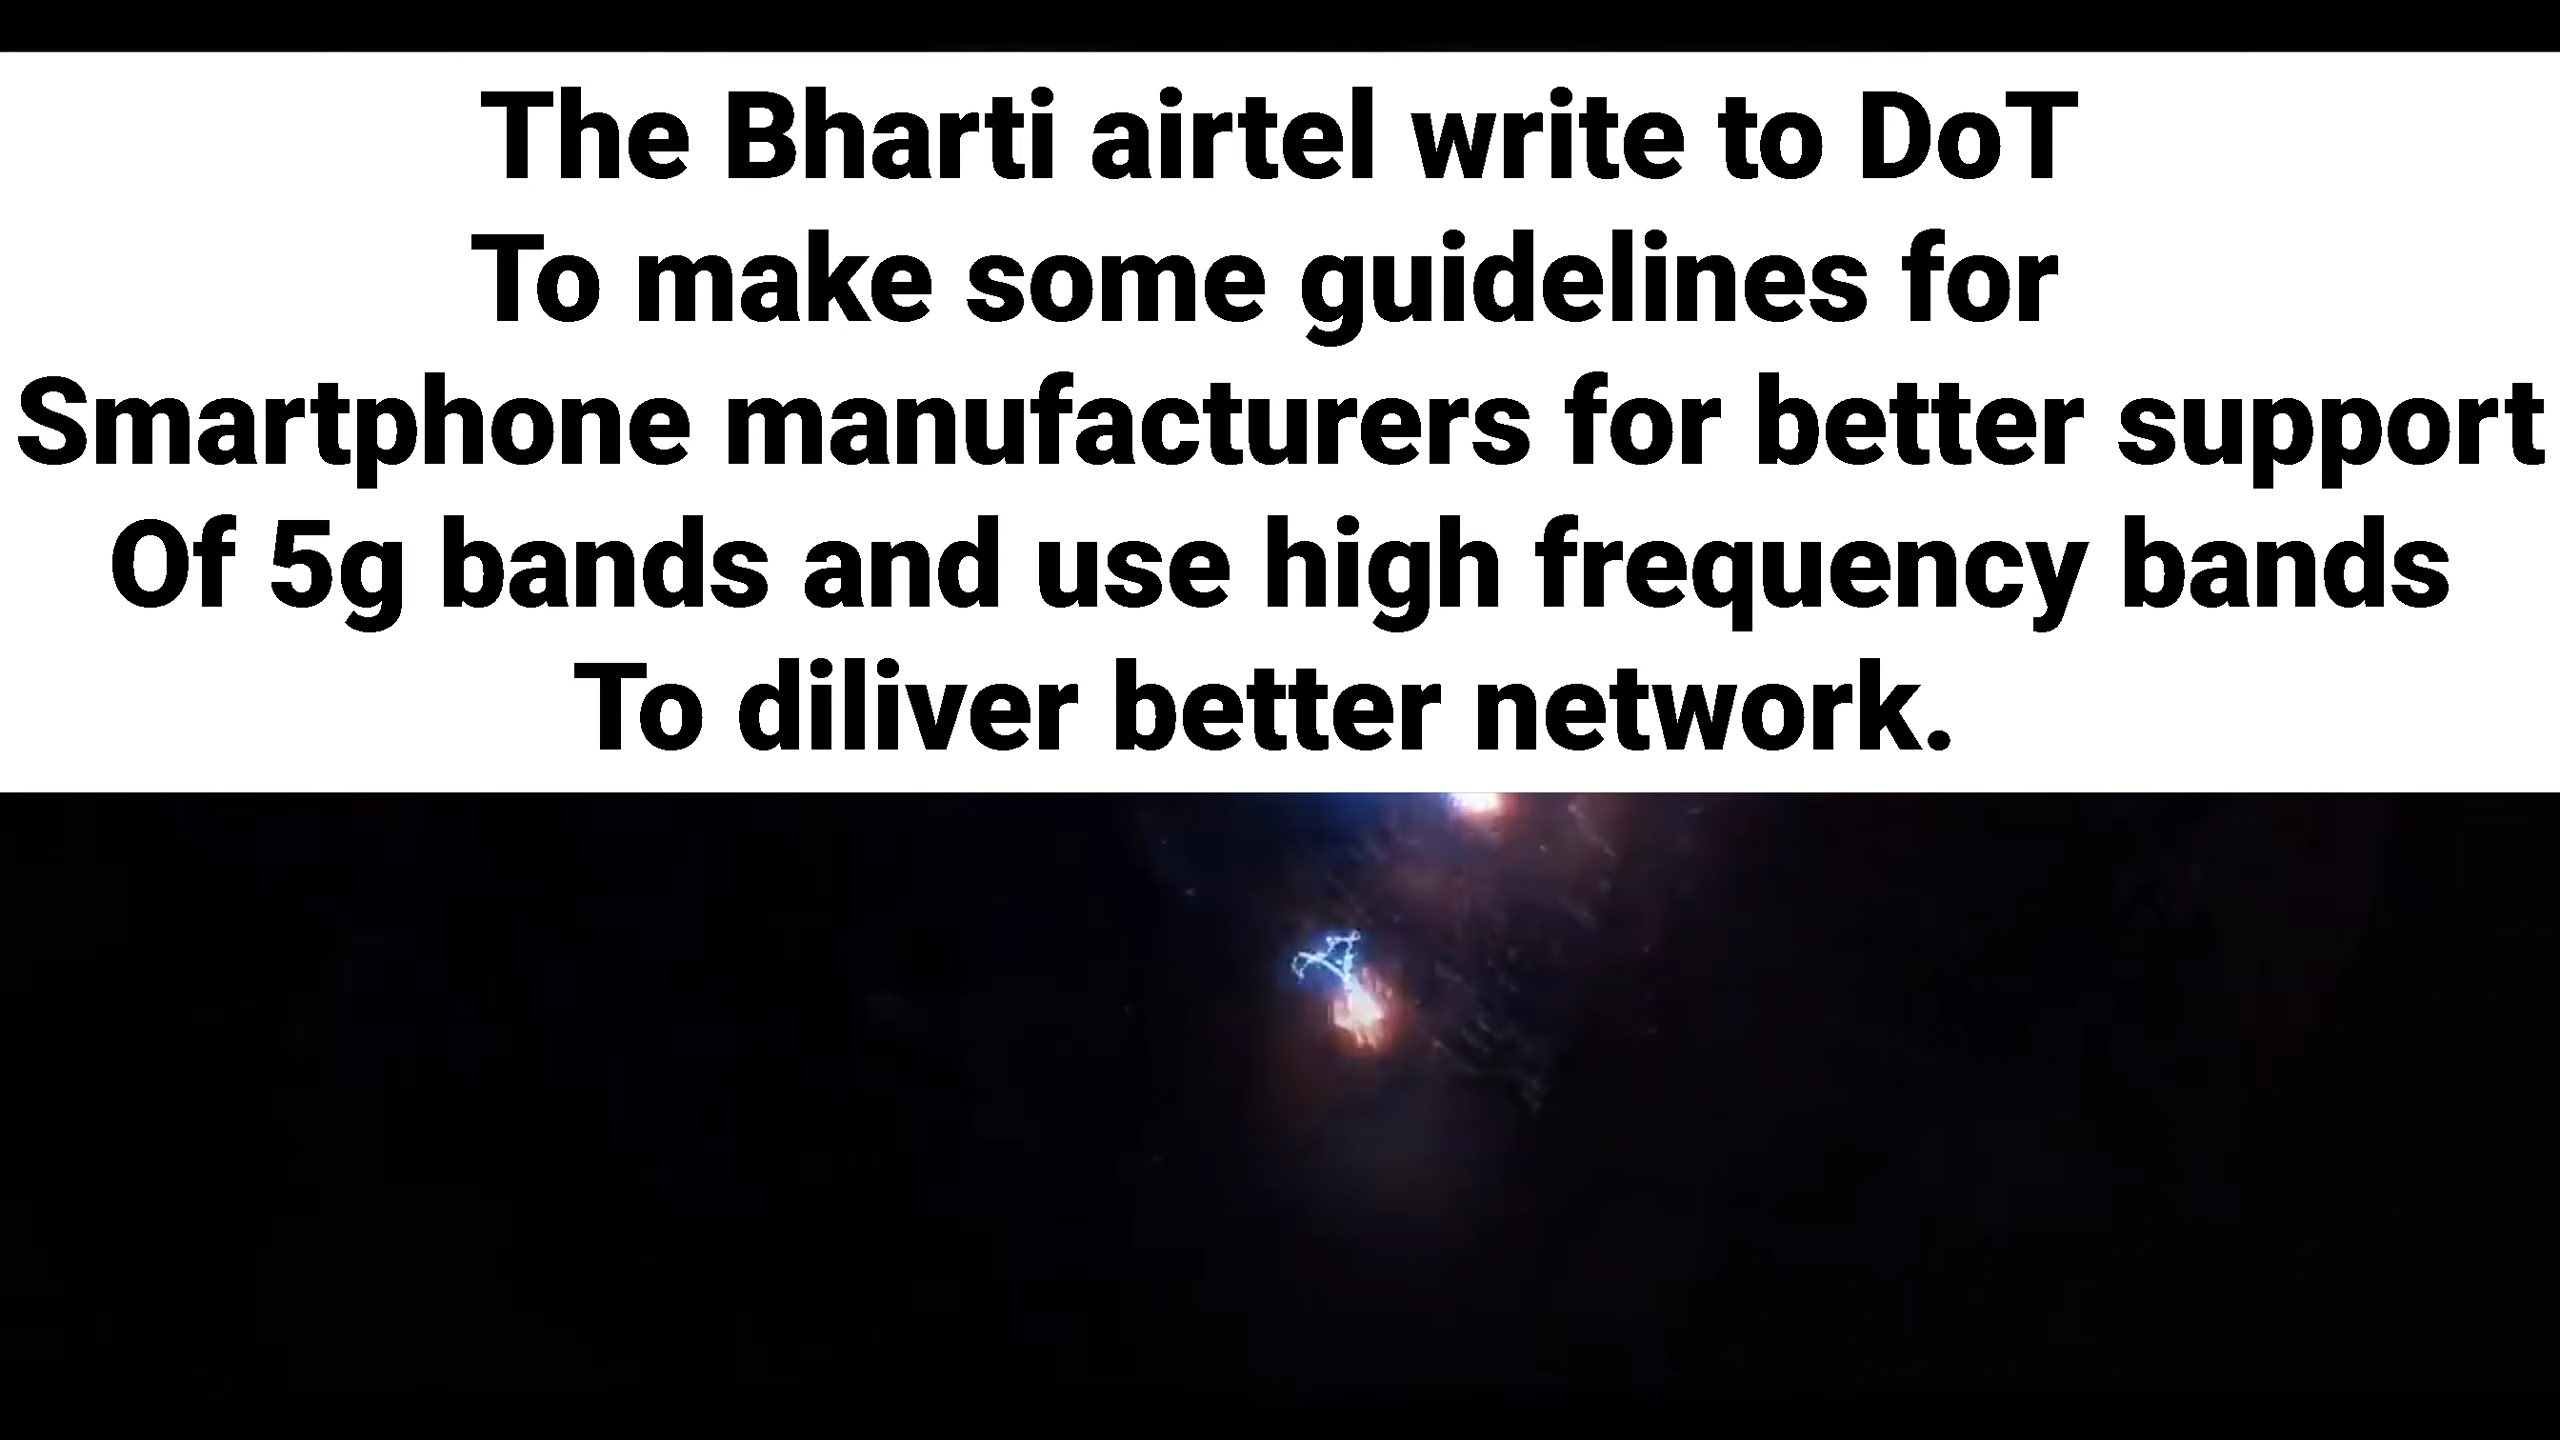 The Bharti airtel write to DoT
To make some guidelines for
Smartphone manufacturers for better support
Of 5g bands and use high frequency bands
To diliver better network.